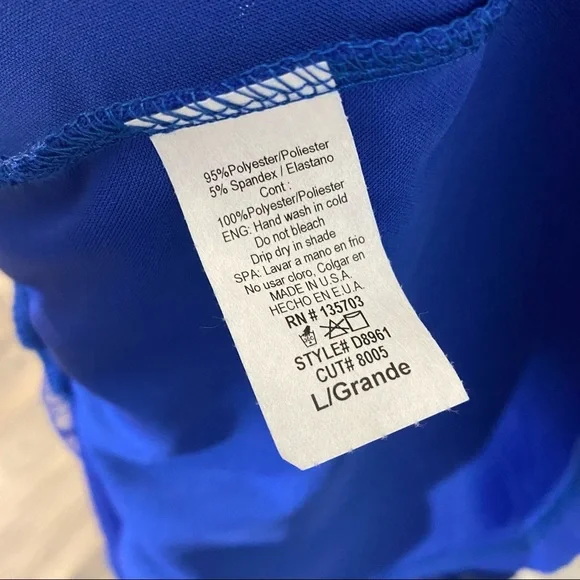 95%Polyester/Poliester
5% Spandex / Elastano
Cont :
100%Polyester/Poliester
ENG: Hand wash in cold
Do not bleach
Drip dry in shade
SPA: Lavar a mano en frio
No usar cloro, Colgar en
MADE IN U.S.A.
HECHO EN E.U.A.
RN # 135703
STYLE# D8961
CUT# 8005
L/Grande